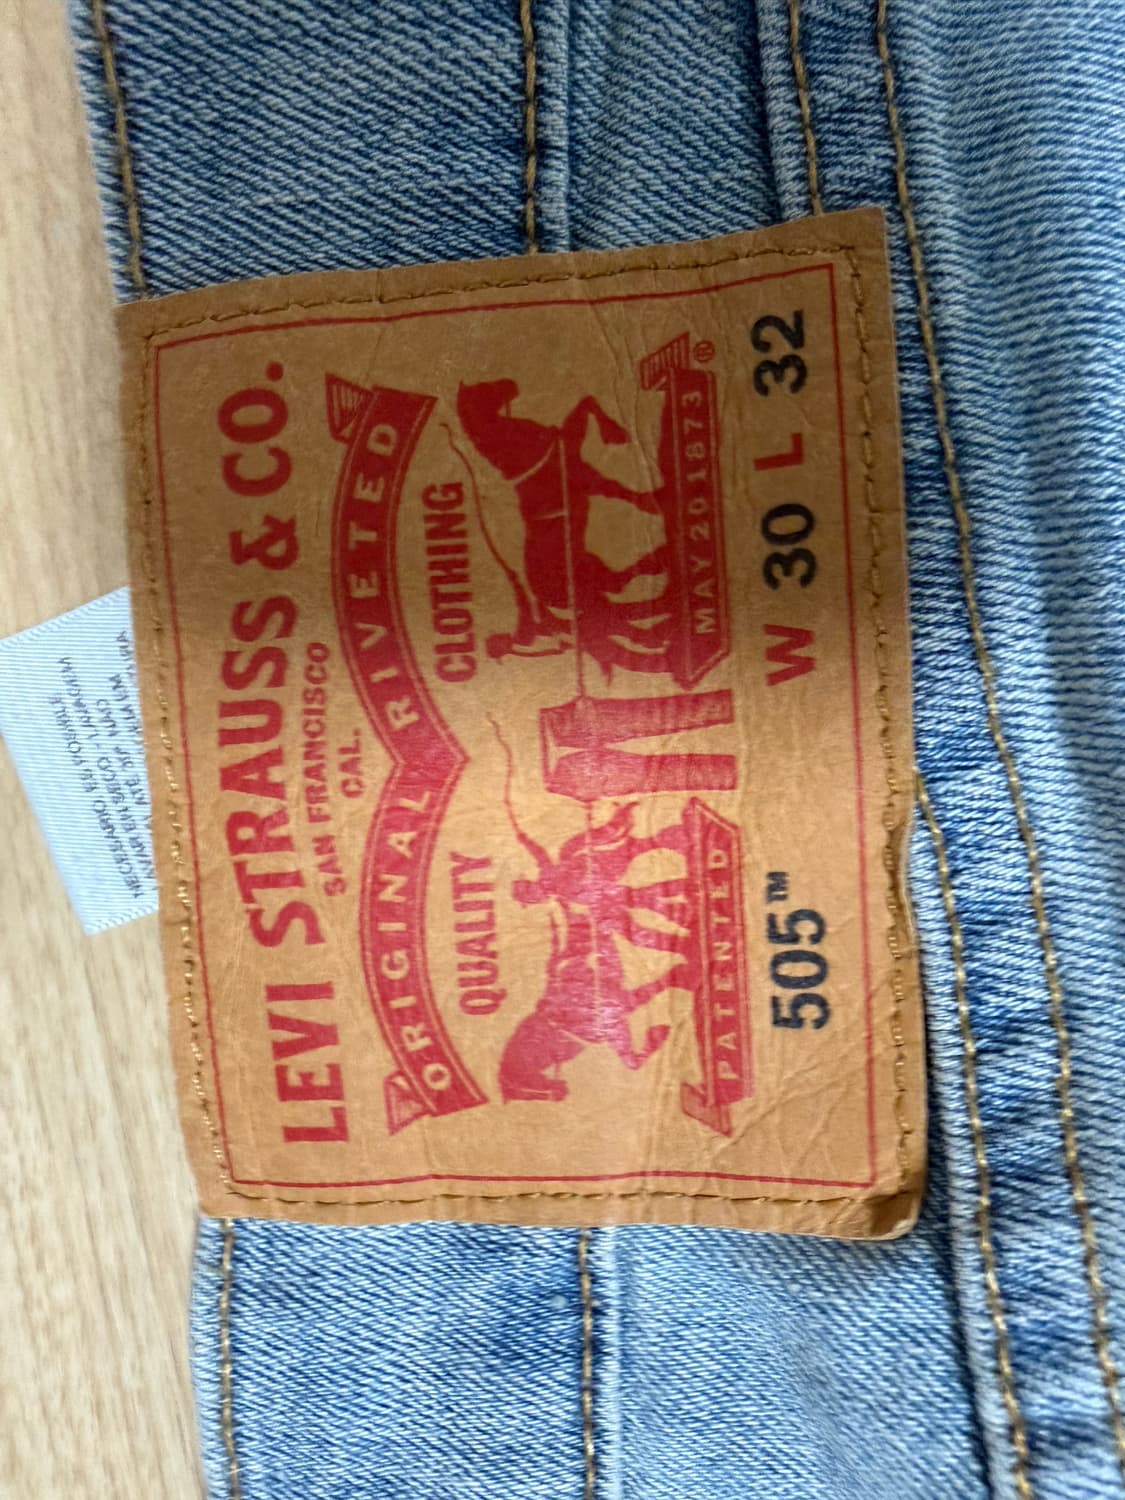 LEVI STRAUSS & CO.
SAN FRANCISCO
CAL.
ORIGINAL RIVETED
QUALITY CLOTHING
PATENTED MAY 20 1873 ®
505™ W 30 L 32